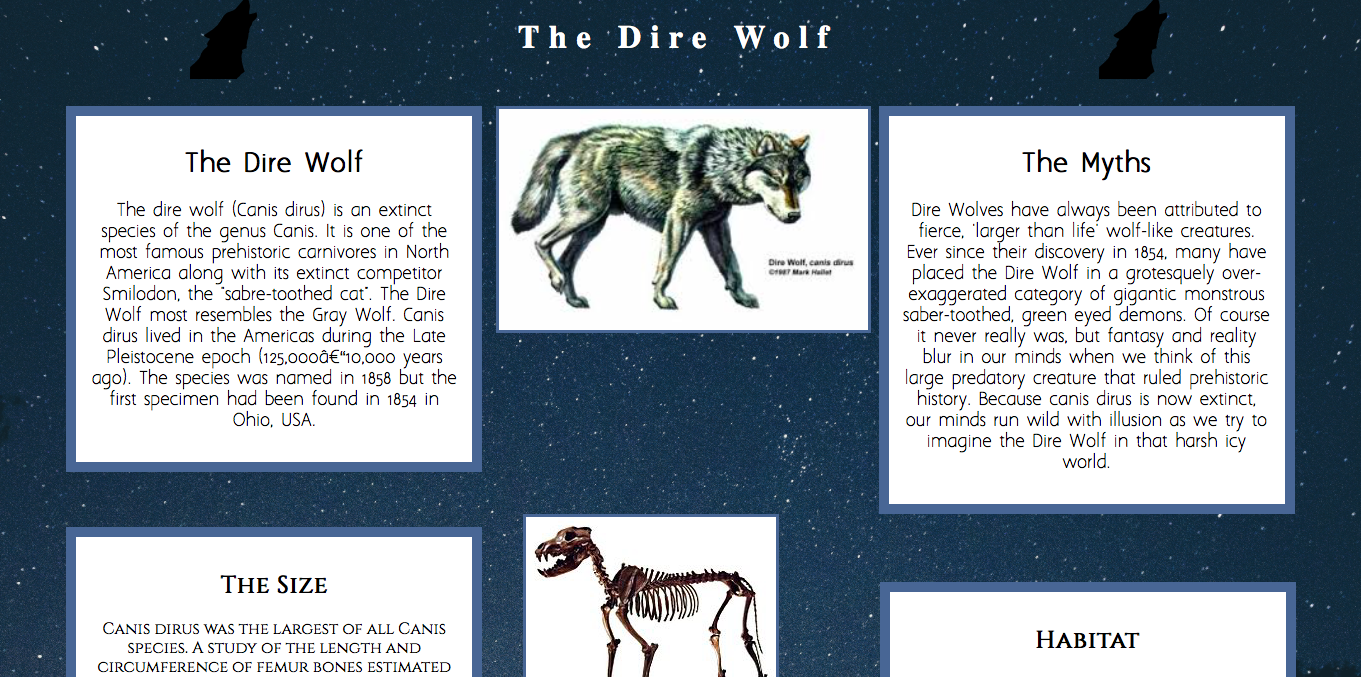 The Dire Wolf
The Dire Wolf
The dire wolf (Canis dirus) is an extinct
species of the genus Canis. It is one of the
most famous prehistoric carnivores in North
America along with its extinct competitor
Smilodon, the "sabre-toothed cat". The Dire
Wolf most resembles the Gray Wolf. Canis
dirus lived in the Americas during the Late
Pleistocene epoch (125,000â€“10,000 years
ago). The species was named in 1858 but the
first specimen had been found in 1854 in
Ohio, USA.
Dire Wolf, canis dirus
©1987 Mark Hallet
The Myths
Dire Wolves have always been attributed to
fierce, 'larger than life' wolf-like creatures.
Ever since their discovery in 1854, many have
placed the Dire Wolf in a grotesquely over-
exaggerated category of gigantic monstrous
saber-toothed, green eyed demons. Of course
it never really was, but fantasy and reality
blur in our minds when we think of this
large predatory creature that ruled prehistoric
history. Because canis dirus is now extinct,
our minds run wild with illusion as we try to
imagine the Dire Wolf in that harsh icy
world.
The Size
Canis dirus was the largest of all Canis
species. A study of the length and
circumference of femur bones estimated
Habitat